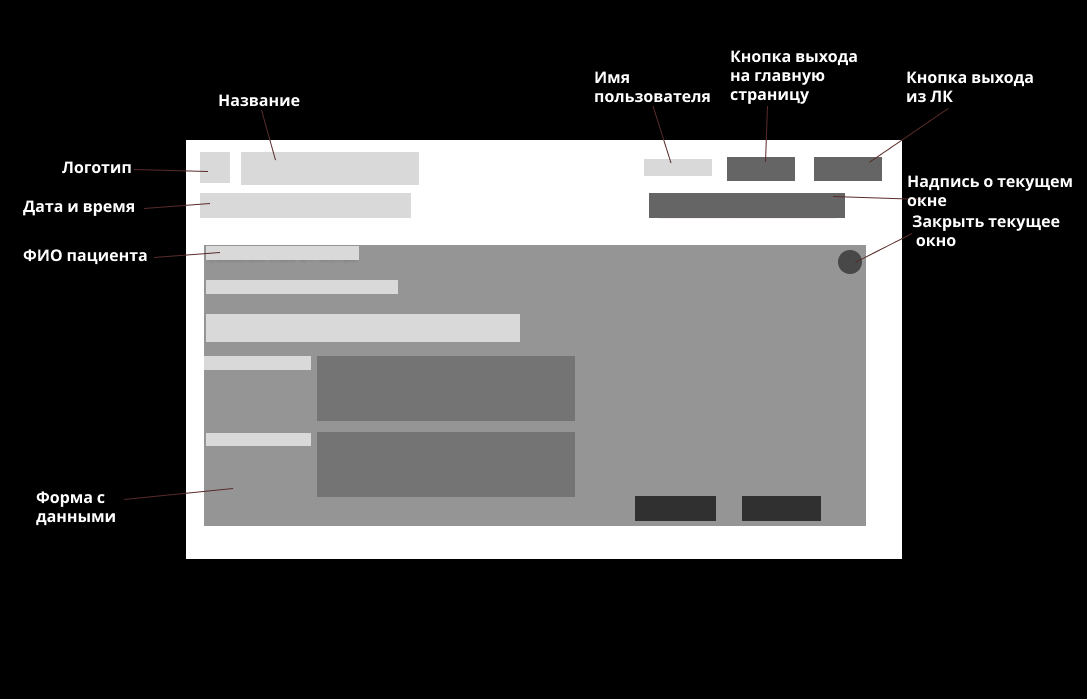 Кнопка выхода
на главную
страницу
Имя
пользователя
Кнопка выхода
из ЛК
Название
Логотип
Надпись о текущем
окне
Дата и время
Закрыть текущее
окно
ФИО пациента
Форма с
данными